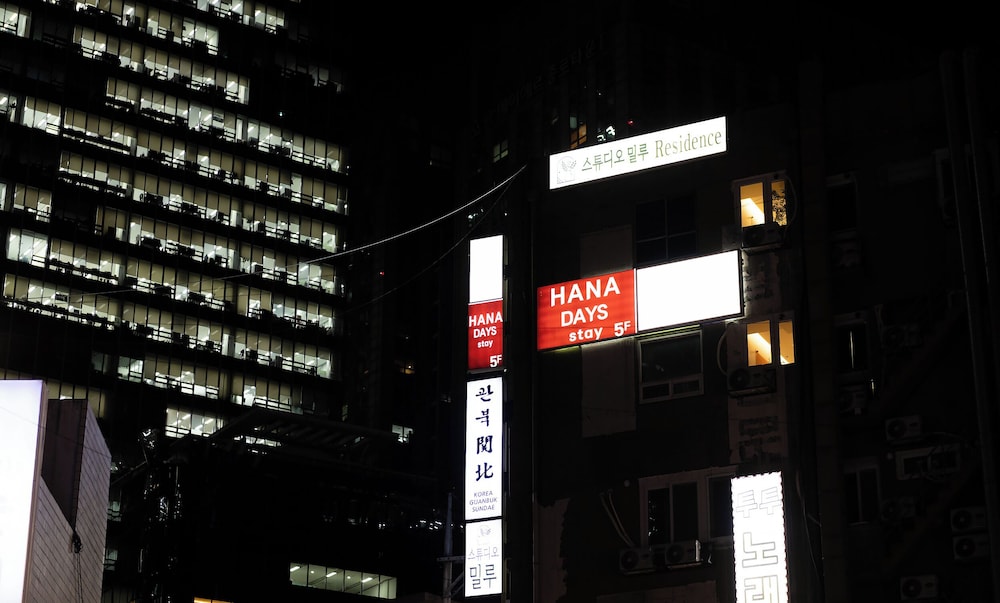 스튜디오 밀루 Residence
HANA
DAYS
stay 5F
HANA
DAYS
stay
5F
관
북
關
北
KOREA
GUANBUK
SUNDAE
스튜디오
밀루
노
래